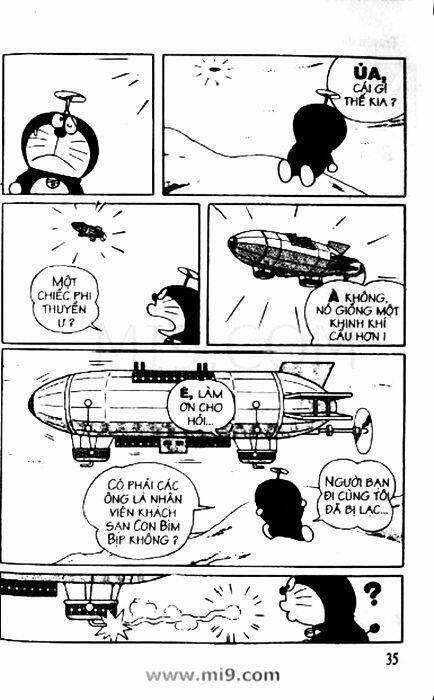 ỦA,
CÁI GÌ
THẾ KIA ?
MỘT
CHIẾC PHI
THUYỀN
Ư ?
À KHÔNG,
NÓ GIỐNG MỘT
KHINH KHÍ
CẦU HƠN !
Ê, LÀM
ƠN CHO
HỎI...
CÓ PHẢI CÁC
ÔNG LÀ NHÂN
VIÊN KHÁCH
SẠN CON BÌM
BỊP KHÔNG ?
NGƯỜI BẠN
ĐI CÙNG TÔI
ĐÃ BỊ LẠC...
?
35
www.mi9.com